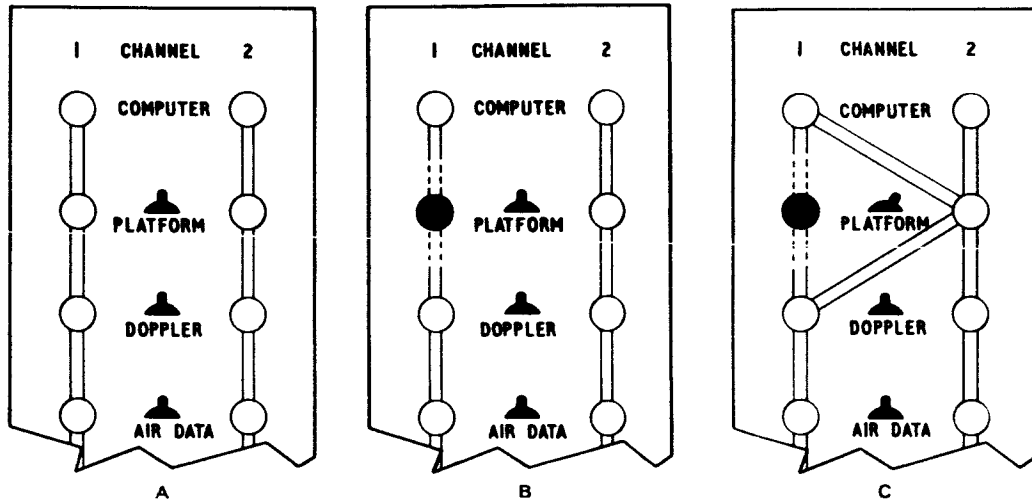 1 CHANNEL 2
COMPUTER
PLATFORM
DOPPLER
AIR DATA
A
1 CHANNEL 2
COMPUTER
PLATFORM
DOPPLER
AIR DATA
B
1 CHANNEL 2
COMPUTER
PLATFORM
DOPPLER
AIR DATA
C